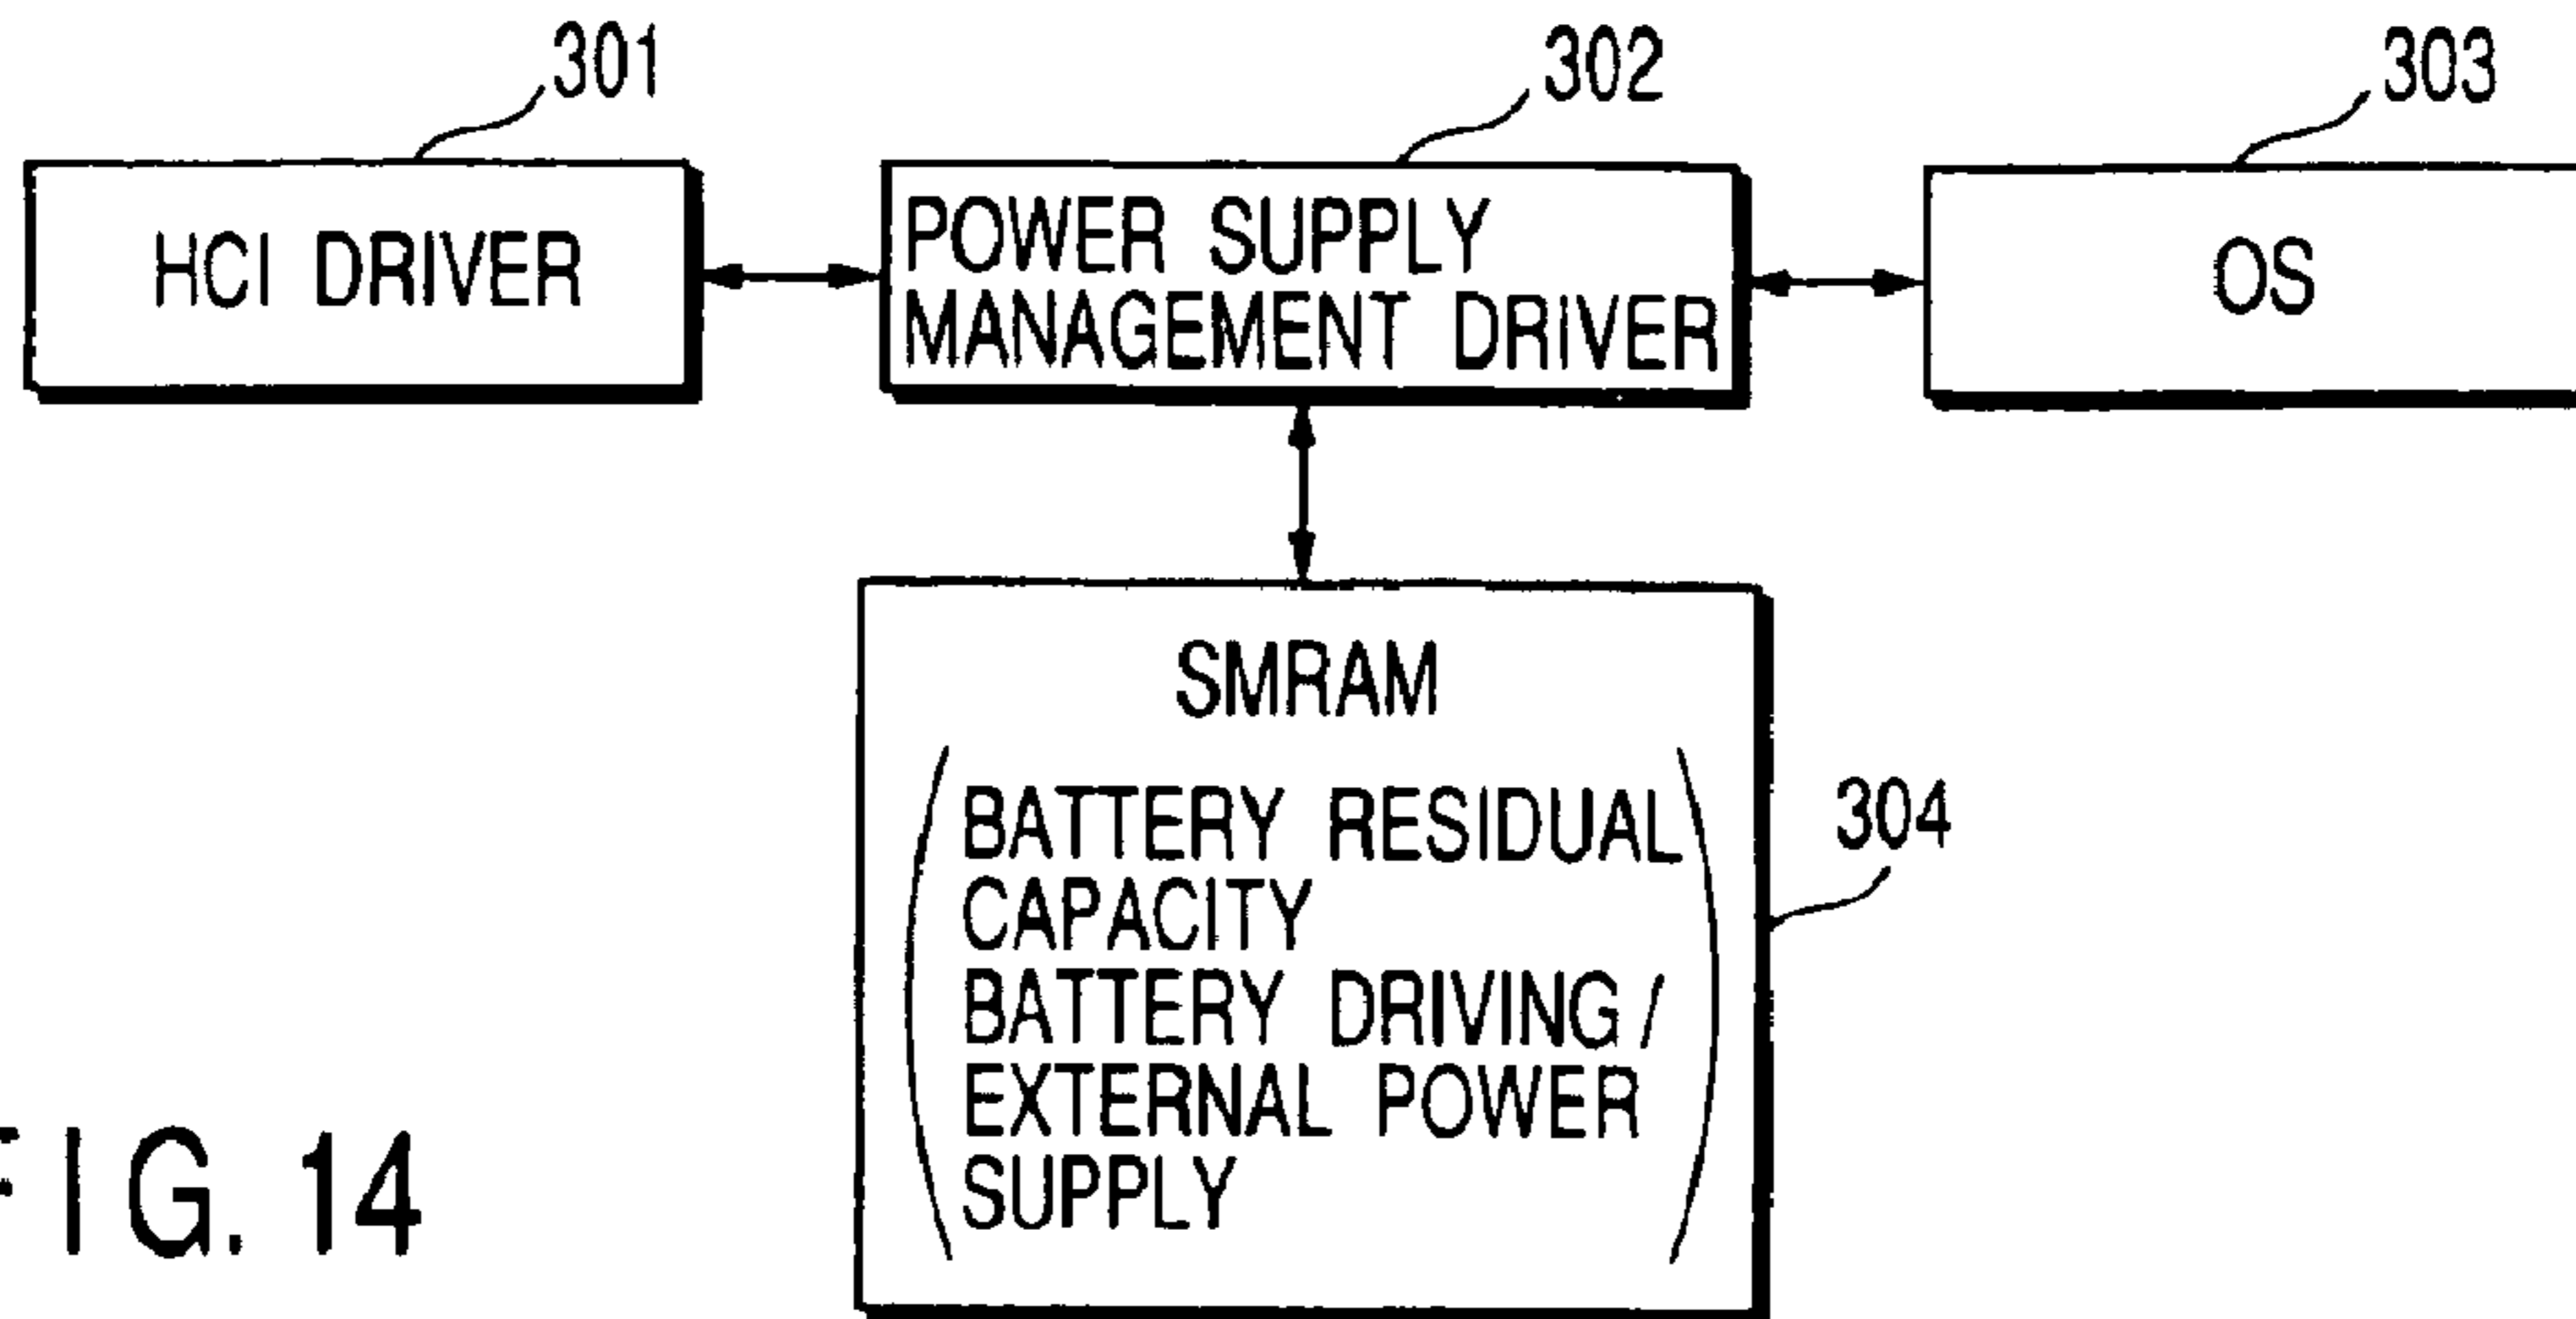 301
302
303
HCI DRIVER
POWER SUPPLY
MANAGEMENT DRIVER
OS
SMRAM
BATTERY RESIDUAL
CAPACITY
BATTERY DRIVING/
EXTERNAL POWER
SUPPLY
304
FIG. 14